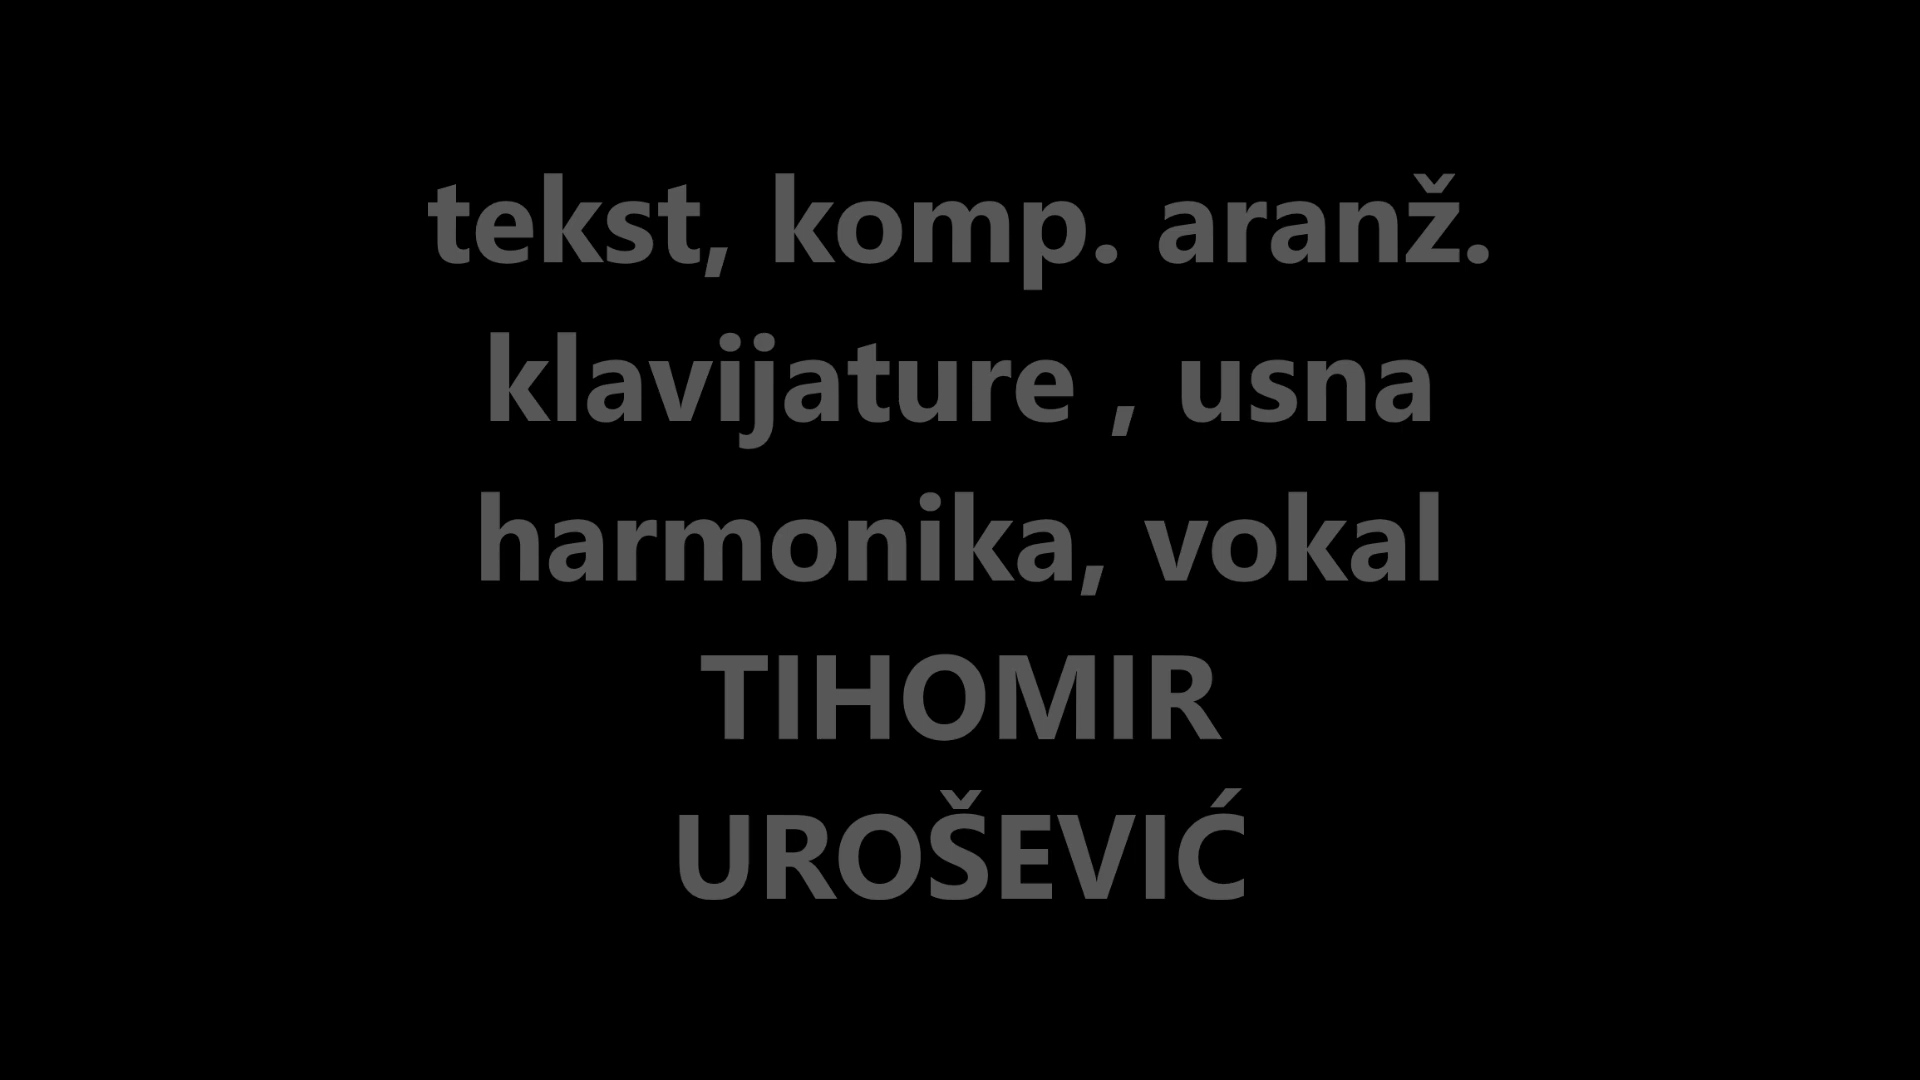 tekst, komp. aranž.
klavijature , usna
harmonika, vokal
TIHOMIR
UROŠEVIĆ